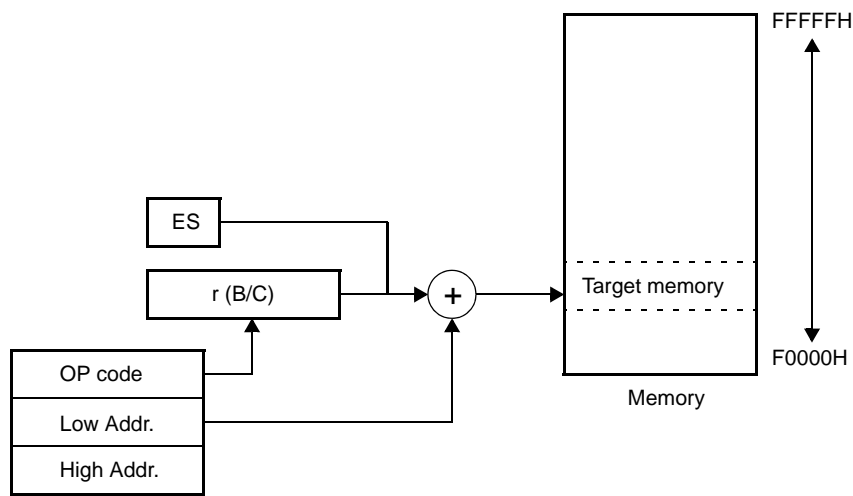 FFFFFH
ES
r (B/C)
+
Target memory
OP code
F0000H
Low Addr.
Memory
High Addr.